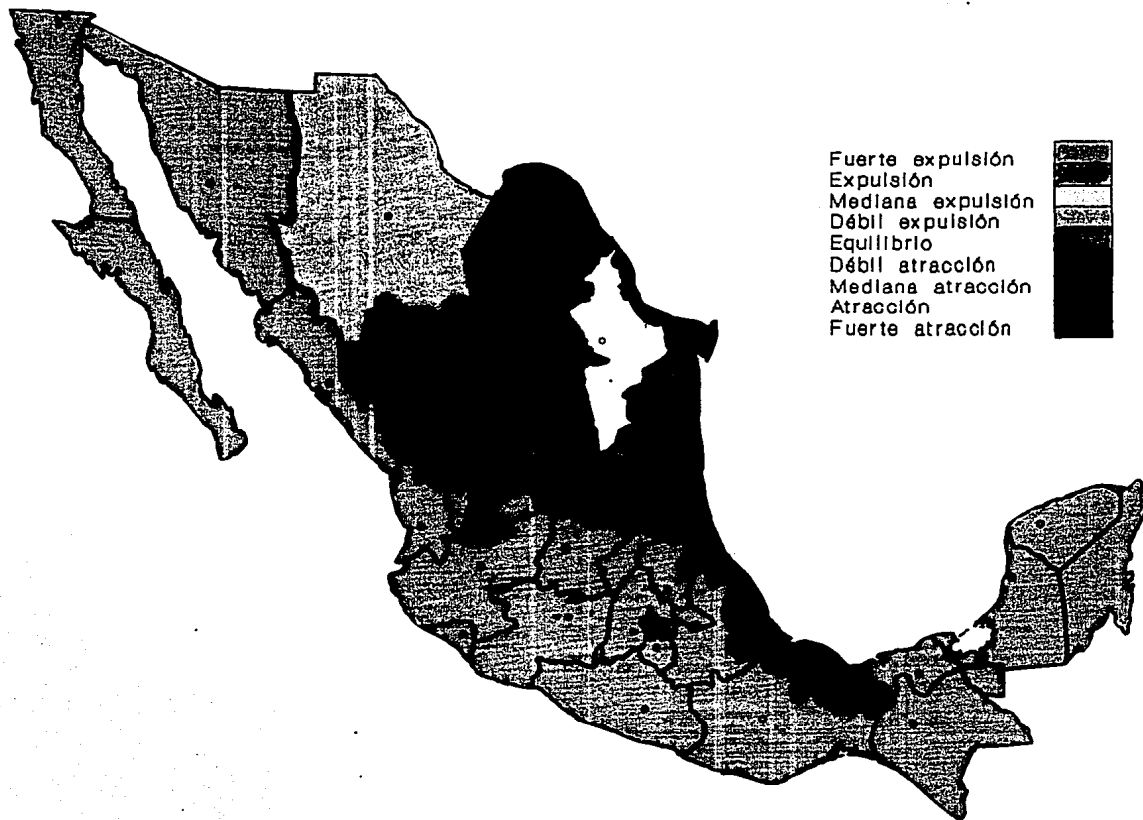 Fuerte expulsión
Expulsión
Mediana expulsión
Débil expulsión
Equilibrio
Débil atracción
Mediana atracción
Atracción
Fuerte atracción